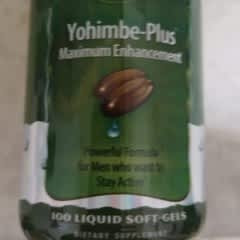 Yohimbe-Plus
Maximum Enhancement
Powerful Formula
for Men who want to
Stay Active
100 LIQUID SOFT-GELS
DIETARY SUPPLEMENT